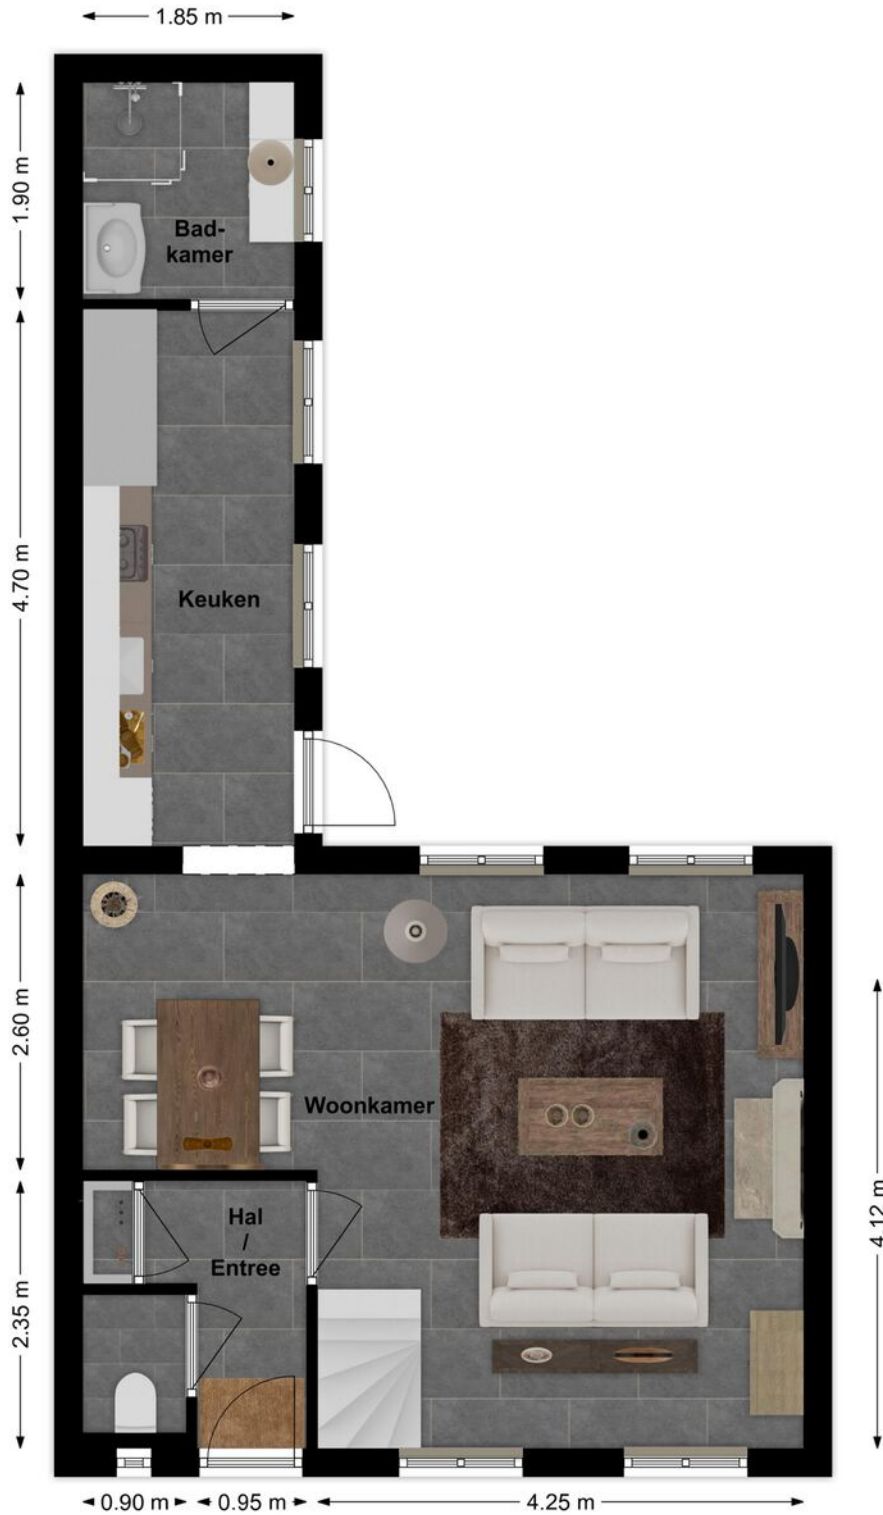 1.85 m
1.90 m
Bad-
kamer
4.70 m
Keuken
2.60 m
Woonkamer
4.12 m
Hal
/
Entree
2.35 m
0.90 m
0.95 m
4.25 m